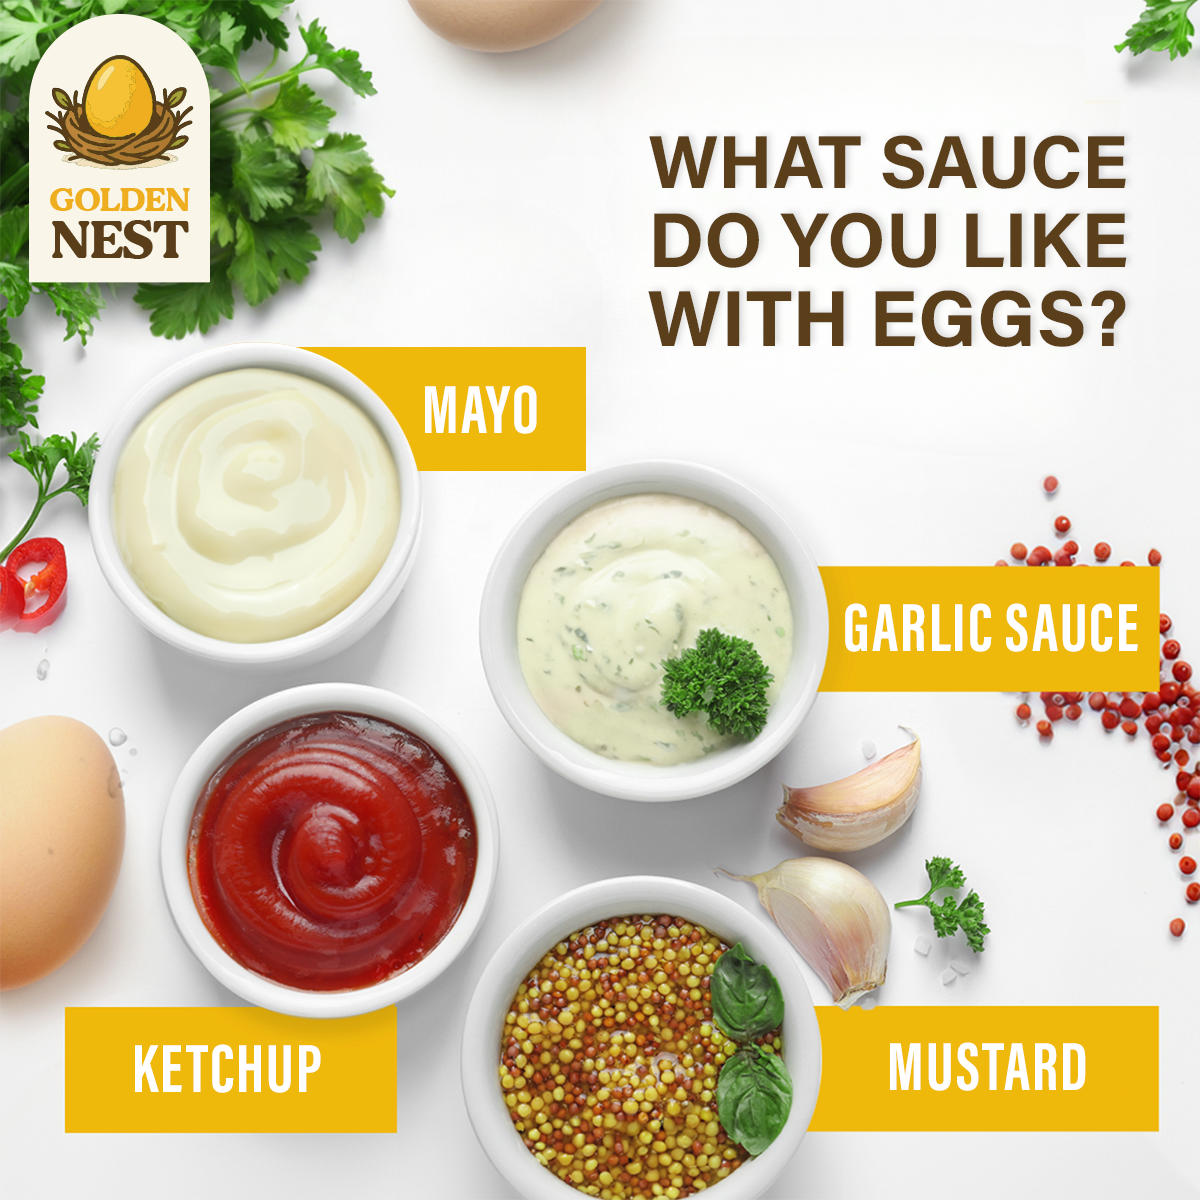 GOLDEN
NEST
WHAT SAUCE
DO YOU LIKE
WITH EGGS?
MAYO
GARLIC SAUCE
KETCHUP
MUSTARD